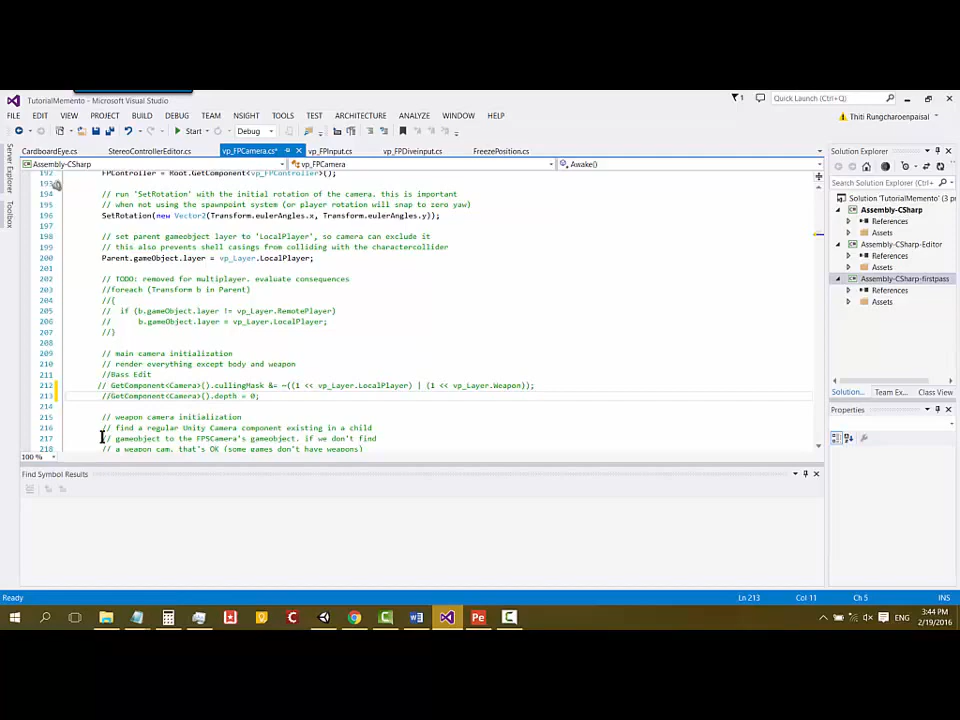 TutorialMemento - Microsoft Visual Studio
1
Quick Launch (Ctrl+Q)
FILE EDIT VIEW PROJECT BUILD DEBUG TEAM NSIGHT TOOLS TEST ARCHITECTURE ANALYZE WINDOW HELP
Thiti Rungcharoenpaisal
Start
Debug
CardboardEye.cs StereoControllerEditor.cs vp_FPCamera.cs* vp_FPInput.cs vp_FPDiveinput.cs FreezePosition.cs
Assembly-CSharp vp_FPCamera Awake()
Server Explorer
Toolbox
192 FPController = Root.GetComponent<vp_FPController>();
193
194 // run 'SetRotation' with the initial rotation of the camera. this is important
195 // when not using the spawnpoint system (or player rotation will snap to zero yaw)
196 SetRotation(new Vector2(Transform.eulerAngles.x, Transform.eulerAngles.y));
197
198 // set parent gameobject layer to 'LocalPlayer', so camera can exclude it
199 // this also prevents shell casings from colliding with the charactercollider
200 Parent.gameObject.layer = vp_Layer.LocalPlayer;
201
202 // TODO: removed for multiplayer. evaluate consequences
203 //foreach (Transform b in Parent)
204 //{
205 // if (b.gameObject.layer != vp_Layer.RemotePlayer)
206 // b.gameObject.layer = vp_Layer.LocalPlayer;
207 //}
208
209 // main camera initialization
210 // render everything except body and weapon
211 //Bass Edit
212 // GetComponent<Camera>().cullingMask &= ~((1 << vp_Layer.LocalPlayer) | (1 << vp_Layer.Weapon));
213 //GetComponent<Camera>().depth = 0;
214
215 // weapon camera initialization
216 // find a regular Unity Camera component existing in a child
217 // gameobject to the FPSCamera's gameobject. if we don't find
218 // a weapon cam, that's OK (some games don't have weapons)
100 %
Find Symbol Results
Solution Explorer
Search Solution Explorer
Solution 'TutorialMemento' (3 p
Assembly-CSharp
References
Assets
Assembly-CSharp-Editor
References
Assets
Assembly-CSharp-firstpass
References
Assets
Solution... Team Explorer
Properties
Ready Ln 213 Col 11 Ch 5 INS
ENG
3:44 PM
2/19/2016